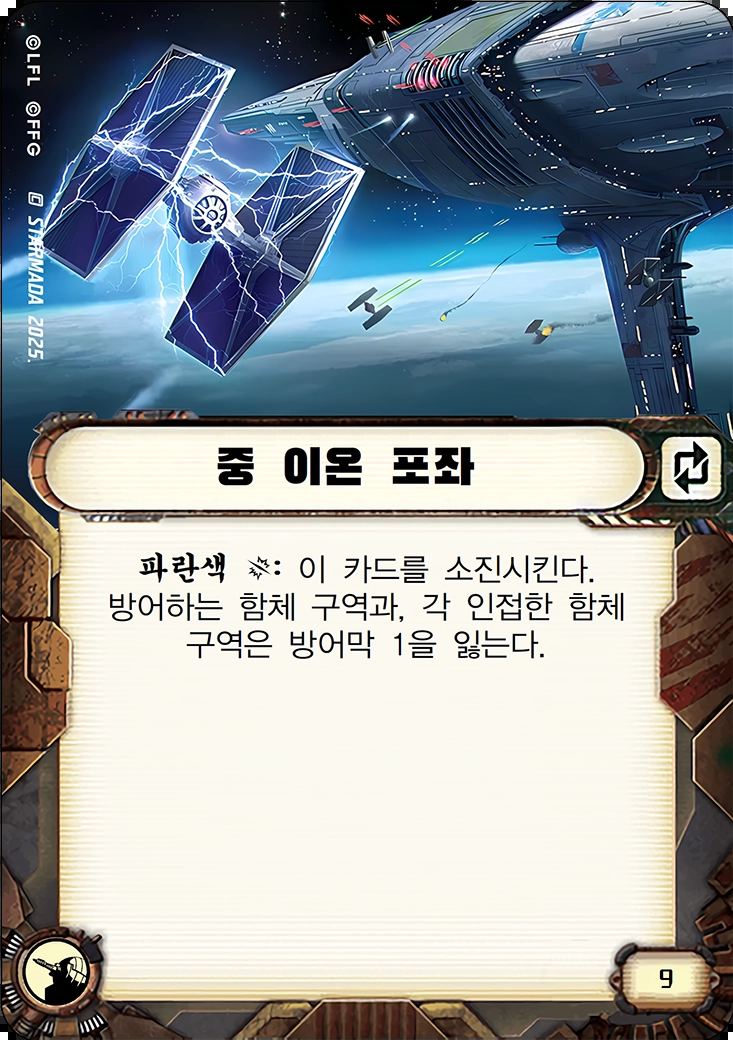 ©LFL ©FFG
STARMADA 2025.
중 이온 포좌
파란색 : 이 카드를 소진시킨다.
방어하는 함체 구역과, 각 인접한 함체
구역은 방어막 1을 잃는다.
9